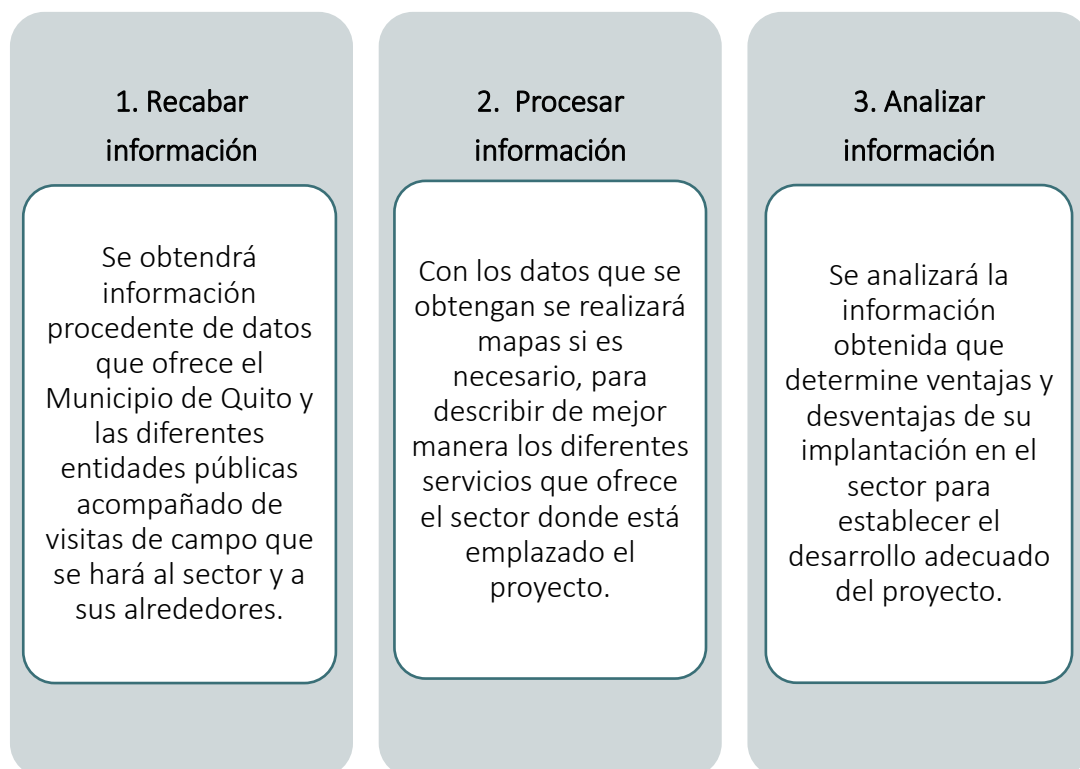 1. Recabar
información
Se obtendrá
información
procedente de datos
que ofrece el
Municipio de Quito y
las diferentes
entidades públicas
acompañado de
visitas de campo que
se hará al sector y a
sus alrededores.
2. Procesar
información
Con los datos que se
obtengan se realizará
mapas si es
necesario, para
describir de mejor
manera los diferentes
servicios que ofrece
el sector donde está
emplazado el
proyecto.
3. Analizar
información
Se analizará la
información
obtenida que
determine ventajas y
desventajas de su
implantación en el
sector para
establecer el
desarrollo adecuado
del proyecto.